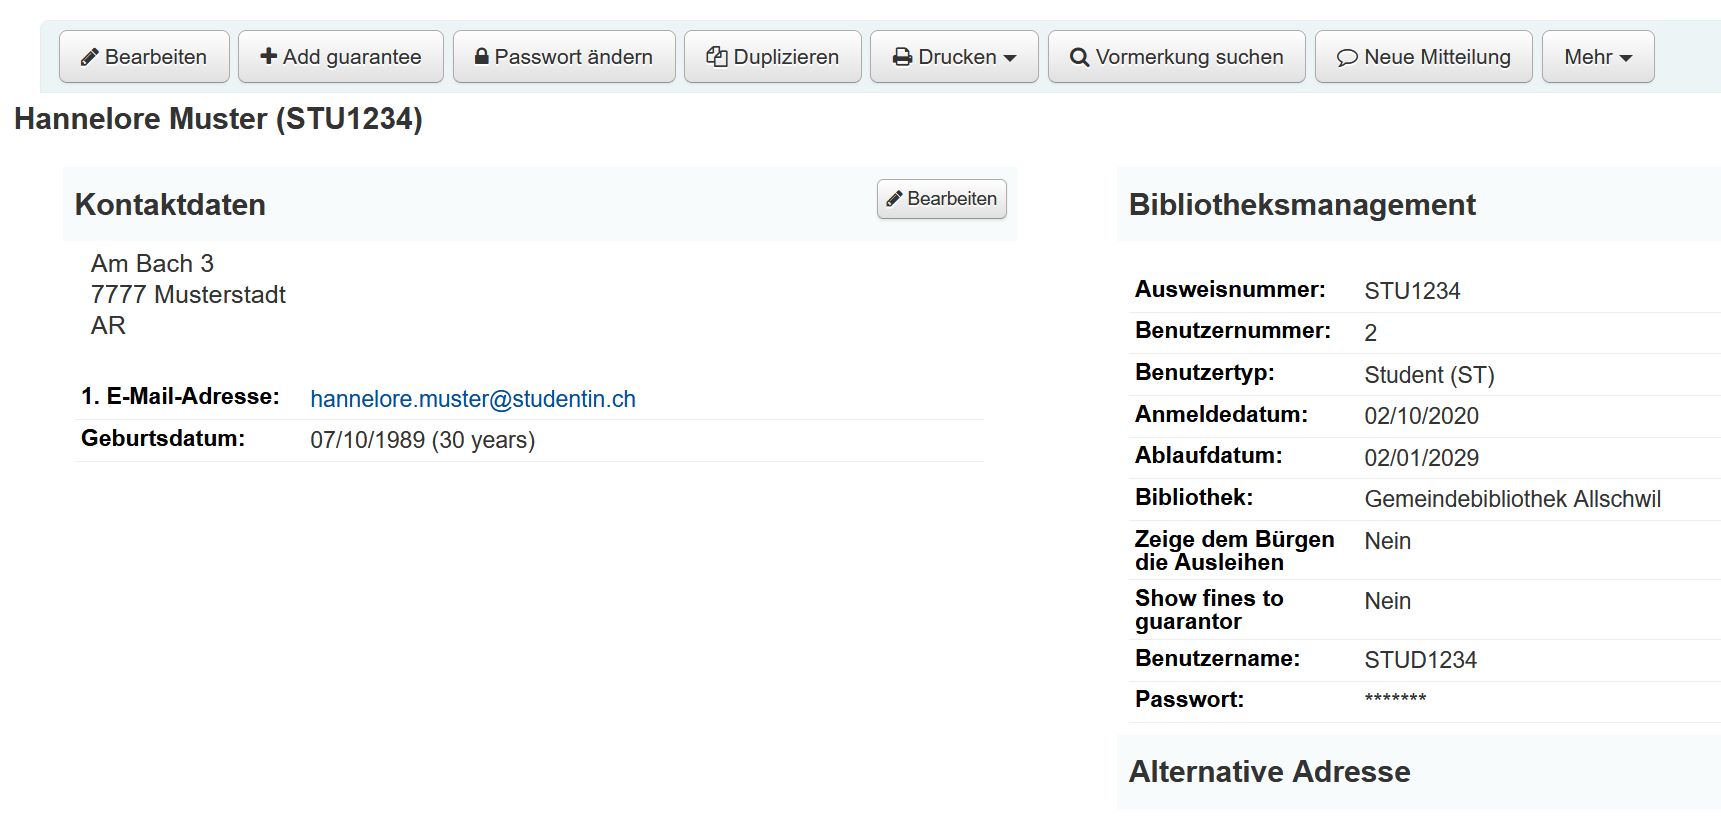 Bearbeiten
Add guarantee
Passwort ändern
Duplizieren
Drucken
Vormerkung suchen
Neue Mitteilung
Mehr
Hannelore Muster (STU1234)
Kontaktdaten
Bearbeiten
Am Bach 3
7777 Musterstadt
AR
1. E-Mail-Adresse: hannelore.muster@studentin.ch
Geburtsdatum: 07/10/1989 (30 years)
Bibliotheksmanagement
Ausweisnummer: STU1234
Benutzernummer: 2
Benutzertyp: Student (ST)
Anmeldedatum: 02/10/2020
Ablaufdatum: 02/01/2029
Bibliothek: Gemeindebibliothek Allschwil
Zeige dem Bürgen Nein
die Ausleihen
Show fines to Nein
guarantor
Benutzername: STUD1234
Passwort: *******
Alternative Adresse